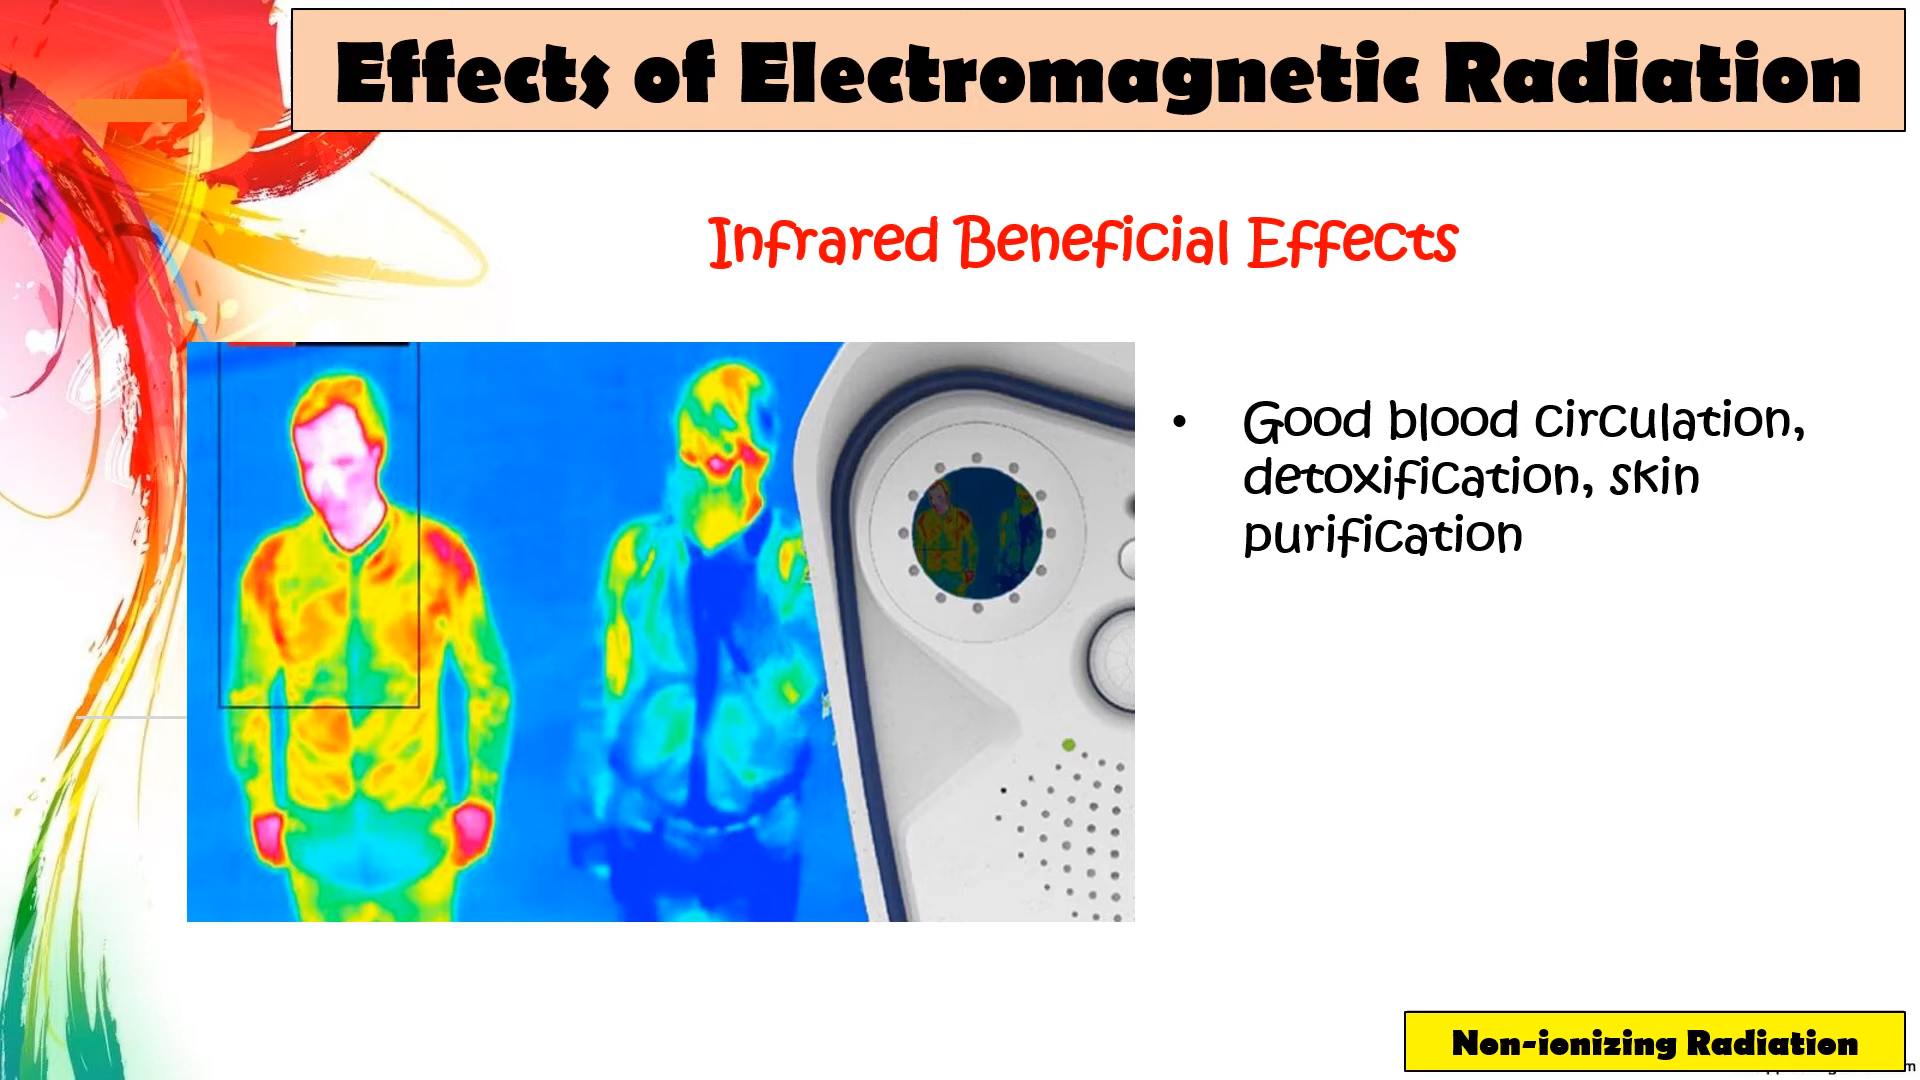 Effects of Electromagnetic Radiation
Infrared Beneficial Effects
• Good blood circulation,
detoxification, skin
purification
Non-ionizing Radiation